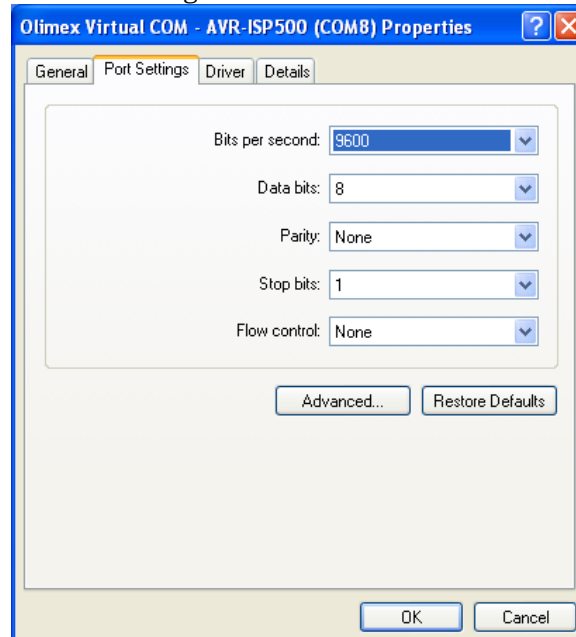 Olimex Virtual COM - AVR-ISP500 (COM8) Properties
General Port Settings Driver Details
Bits per second: 9600
Data bits: 8
Parity: None
Stop bits: 1
Flow control: None
Advanced... Restore Defaults
OK Cancel